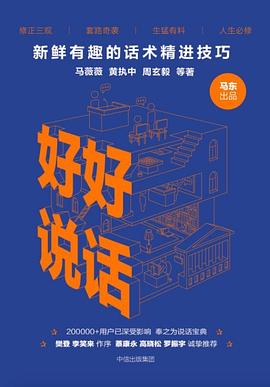 修正三观 | 套路奇袭 | 生猛有料 | 人生必修
新鲜有趣的话术精进技巧
马薇薇 黄执中 周玄毅 等著
马东
出品
好好
说话
200000+用户已深受影响 奉之为说话宝典
樊登 李笑来 作序 蔡康永 高晓松 罗振宇 诚挚推荐
中信出版集团